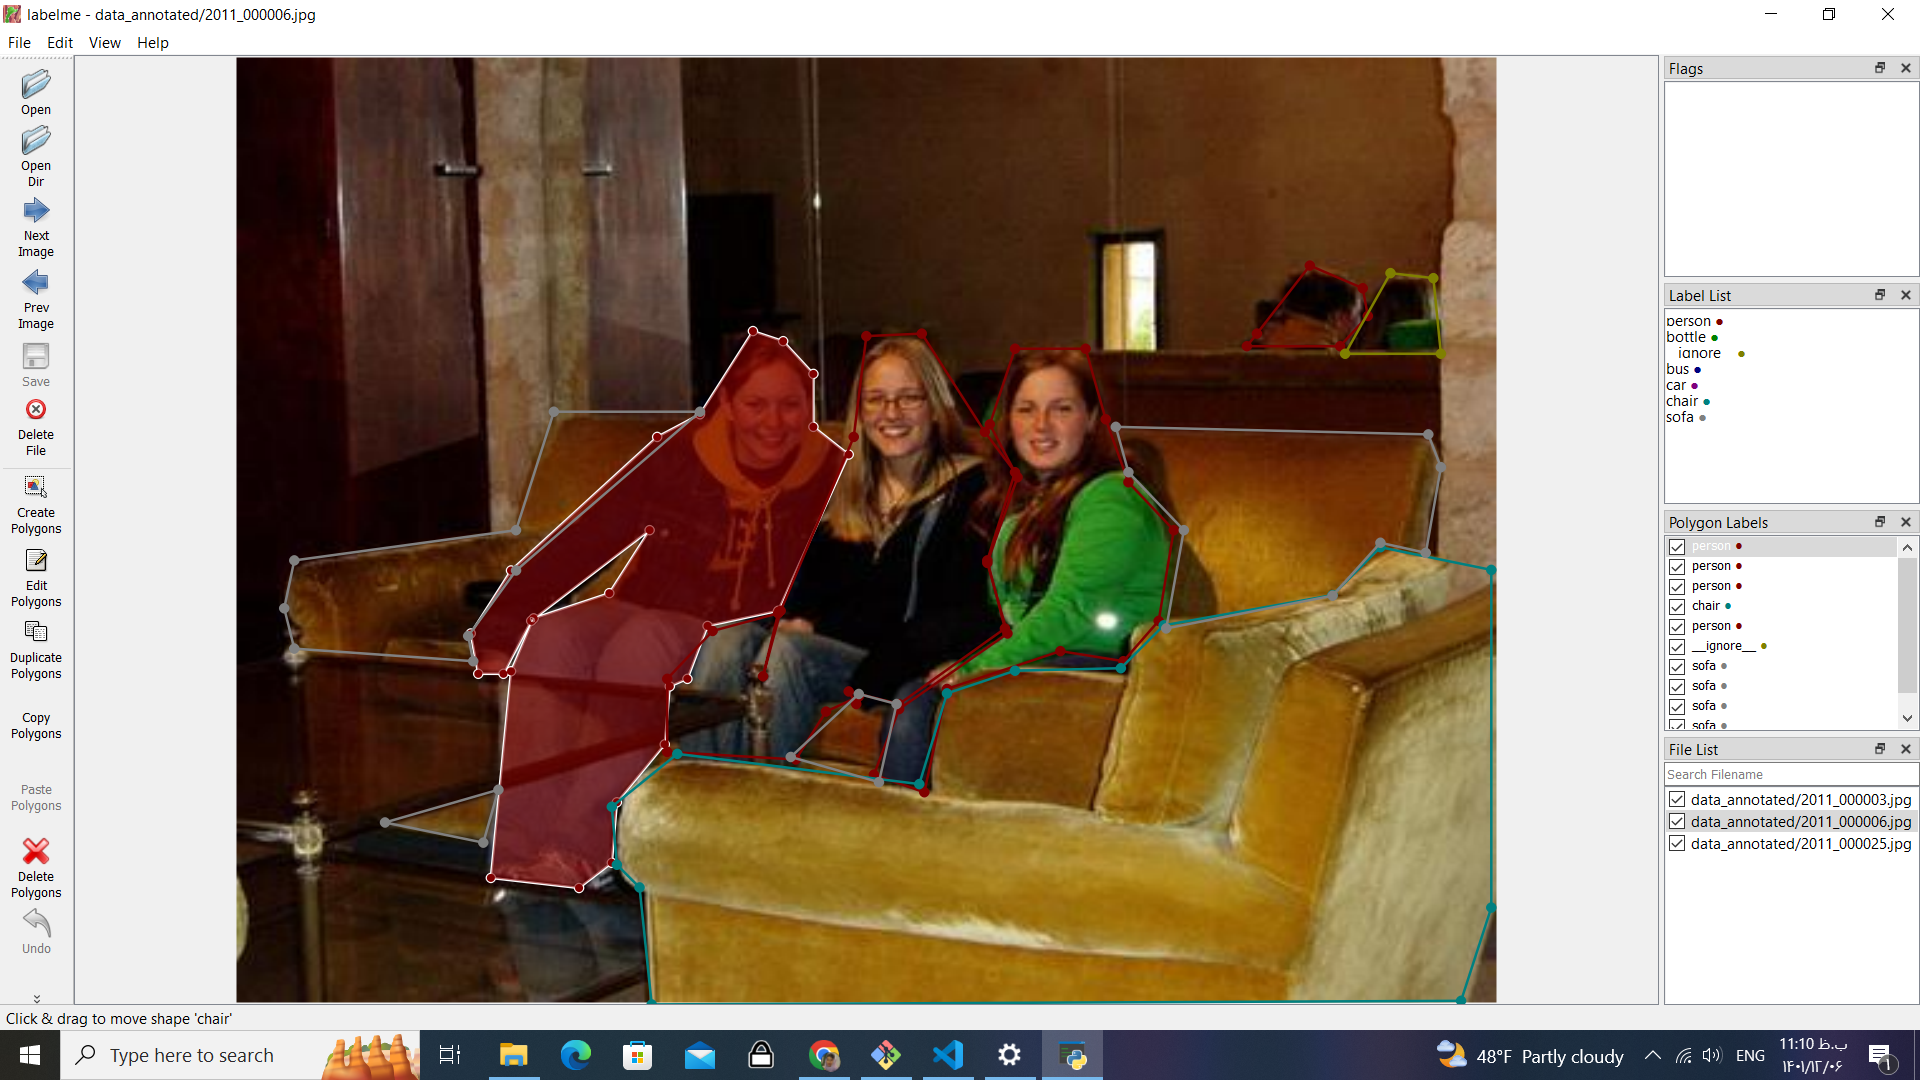 labelme - data_annotated/2011_000006.jpg
File Edit View Help
Open
Open
Dir
Next
Image
Prev
Image
Save
Delete
File
Create
Polygons
Edit
Polygons
Duplicate
Polygons
Copy
Polygons
Paste
Polygons
Delete
Polygons
Undo
Flags
Label List
person
bottle
__ignore__
bus
car
chair
sofa
Polygon Labels
person
person
person
chair
person
__ignore__
sofa
sofa
sofa
sofa
File List
Search Filename
data_annotated/2011_000003.jpg
data_annotated/2011_000006.jpg
data_annotated/2011_000025.jpg
Click & drag to move shape 'chair'
Type here to search
48°F Partly cloudy
ENG
11:10 ب.ظ
۱۴۰۱/۱۲/۰۶
1